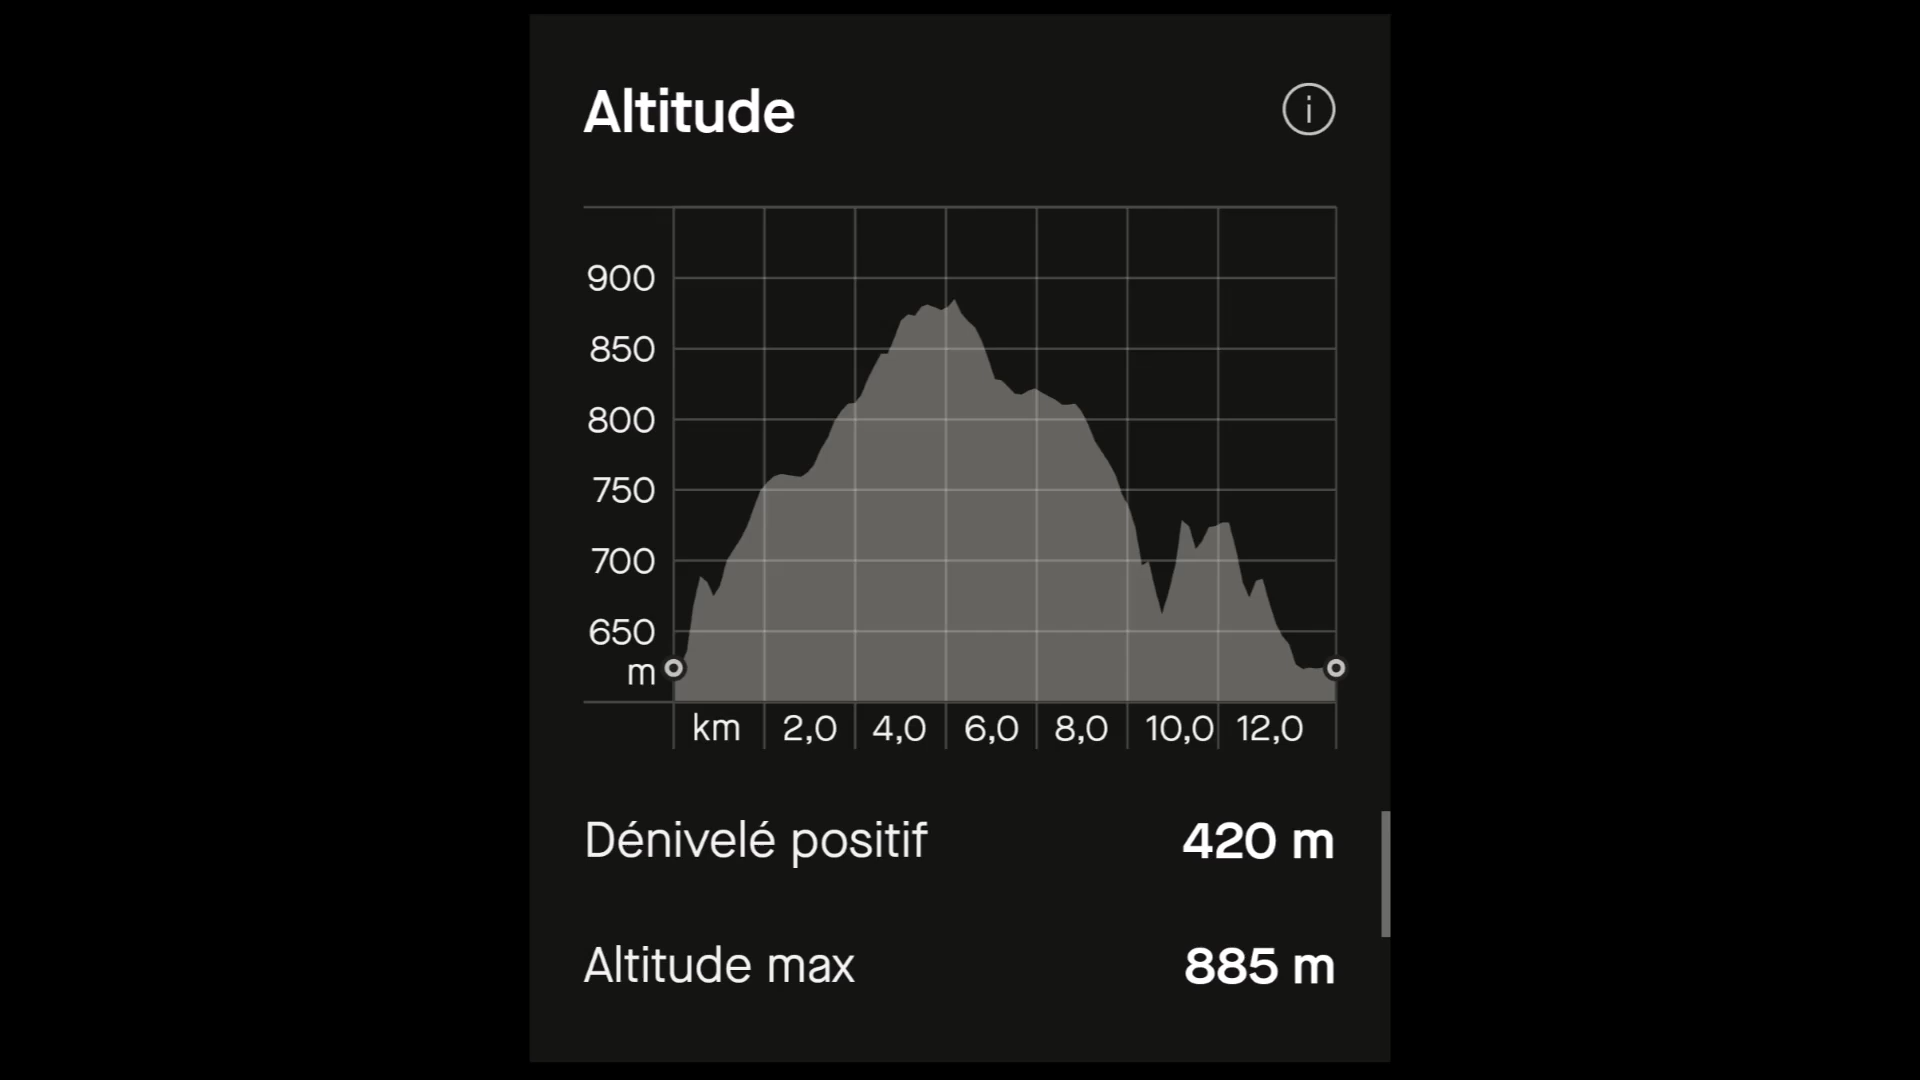 Altitude
i
900
850
800
750
700
650
m
km 2,0 4,0 6,0 8,0 10,0 12,0
Dénivelé positif 420 m
Altitude max 885 m